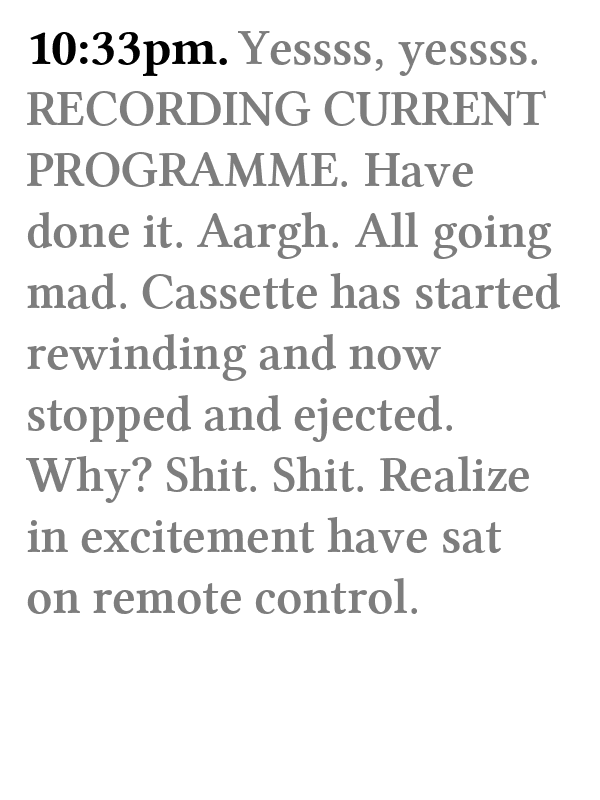 10:33pm. Yessss, yessss.
RECORDING CURRENT
PROGRAMME. Have
done it. Aargh. All going
mad. Cassette has started
rewinding and now
stopped and ejected.
Why? Shit. Shit. Realize
in excitement have sat
on remote control.